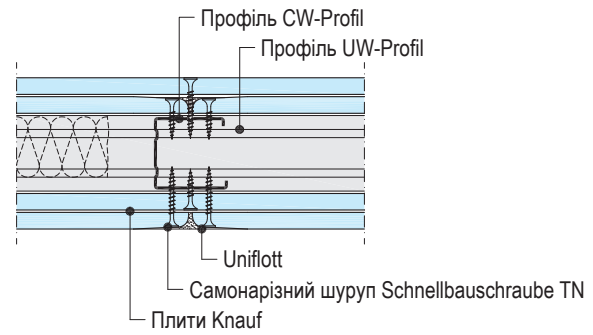 Профіль CW-Profil
Профіль UW-Profil
Uniflott
Самонарізний шуруп Schnellbauschraube TN
Плити Knauf